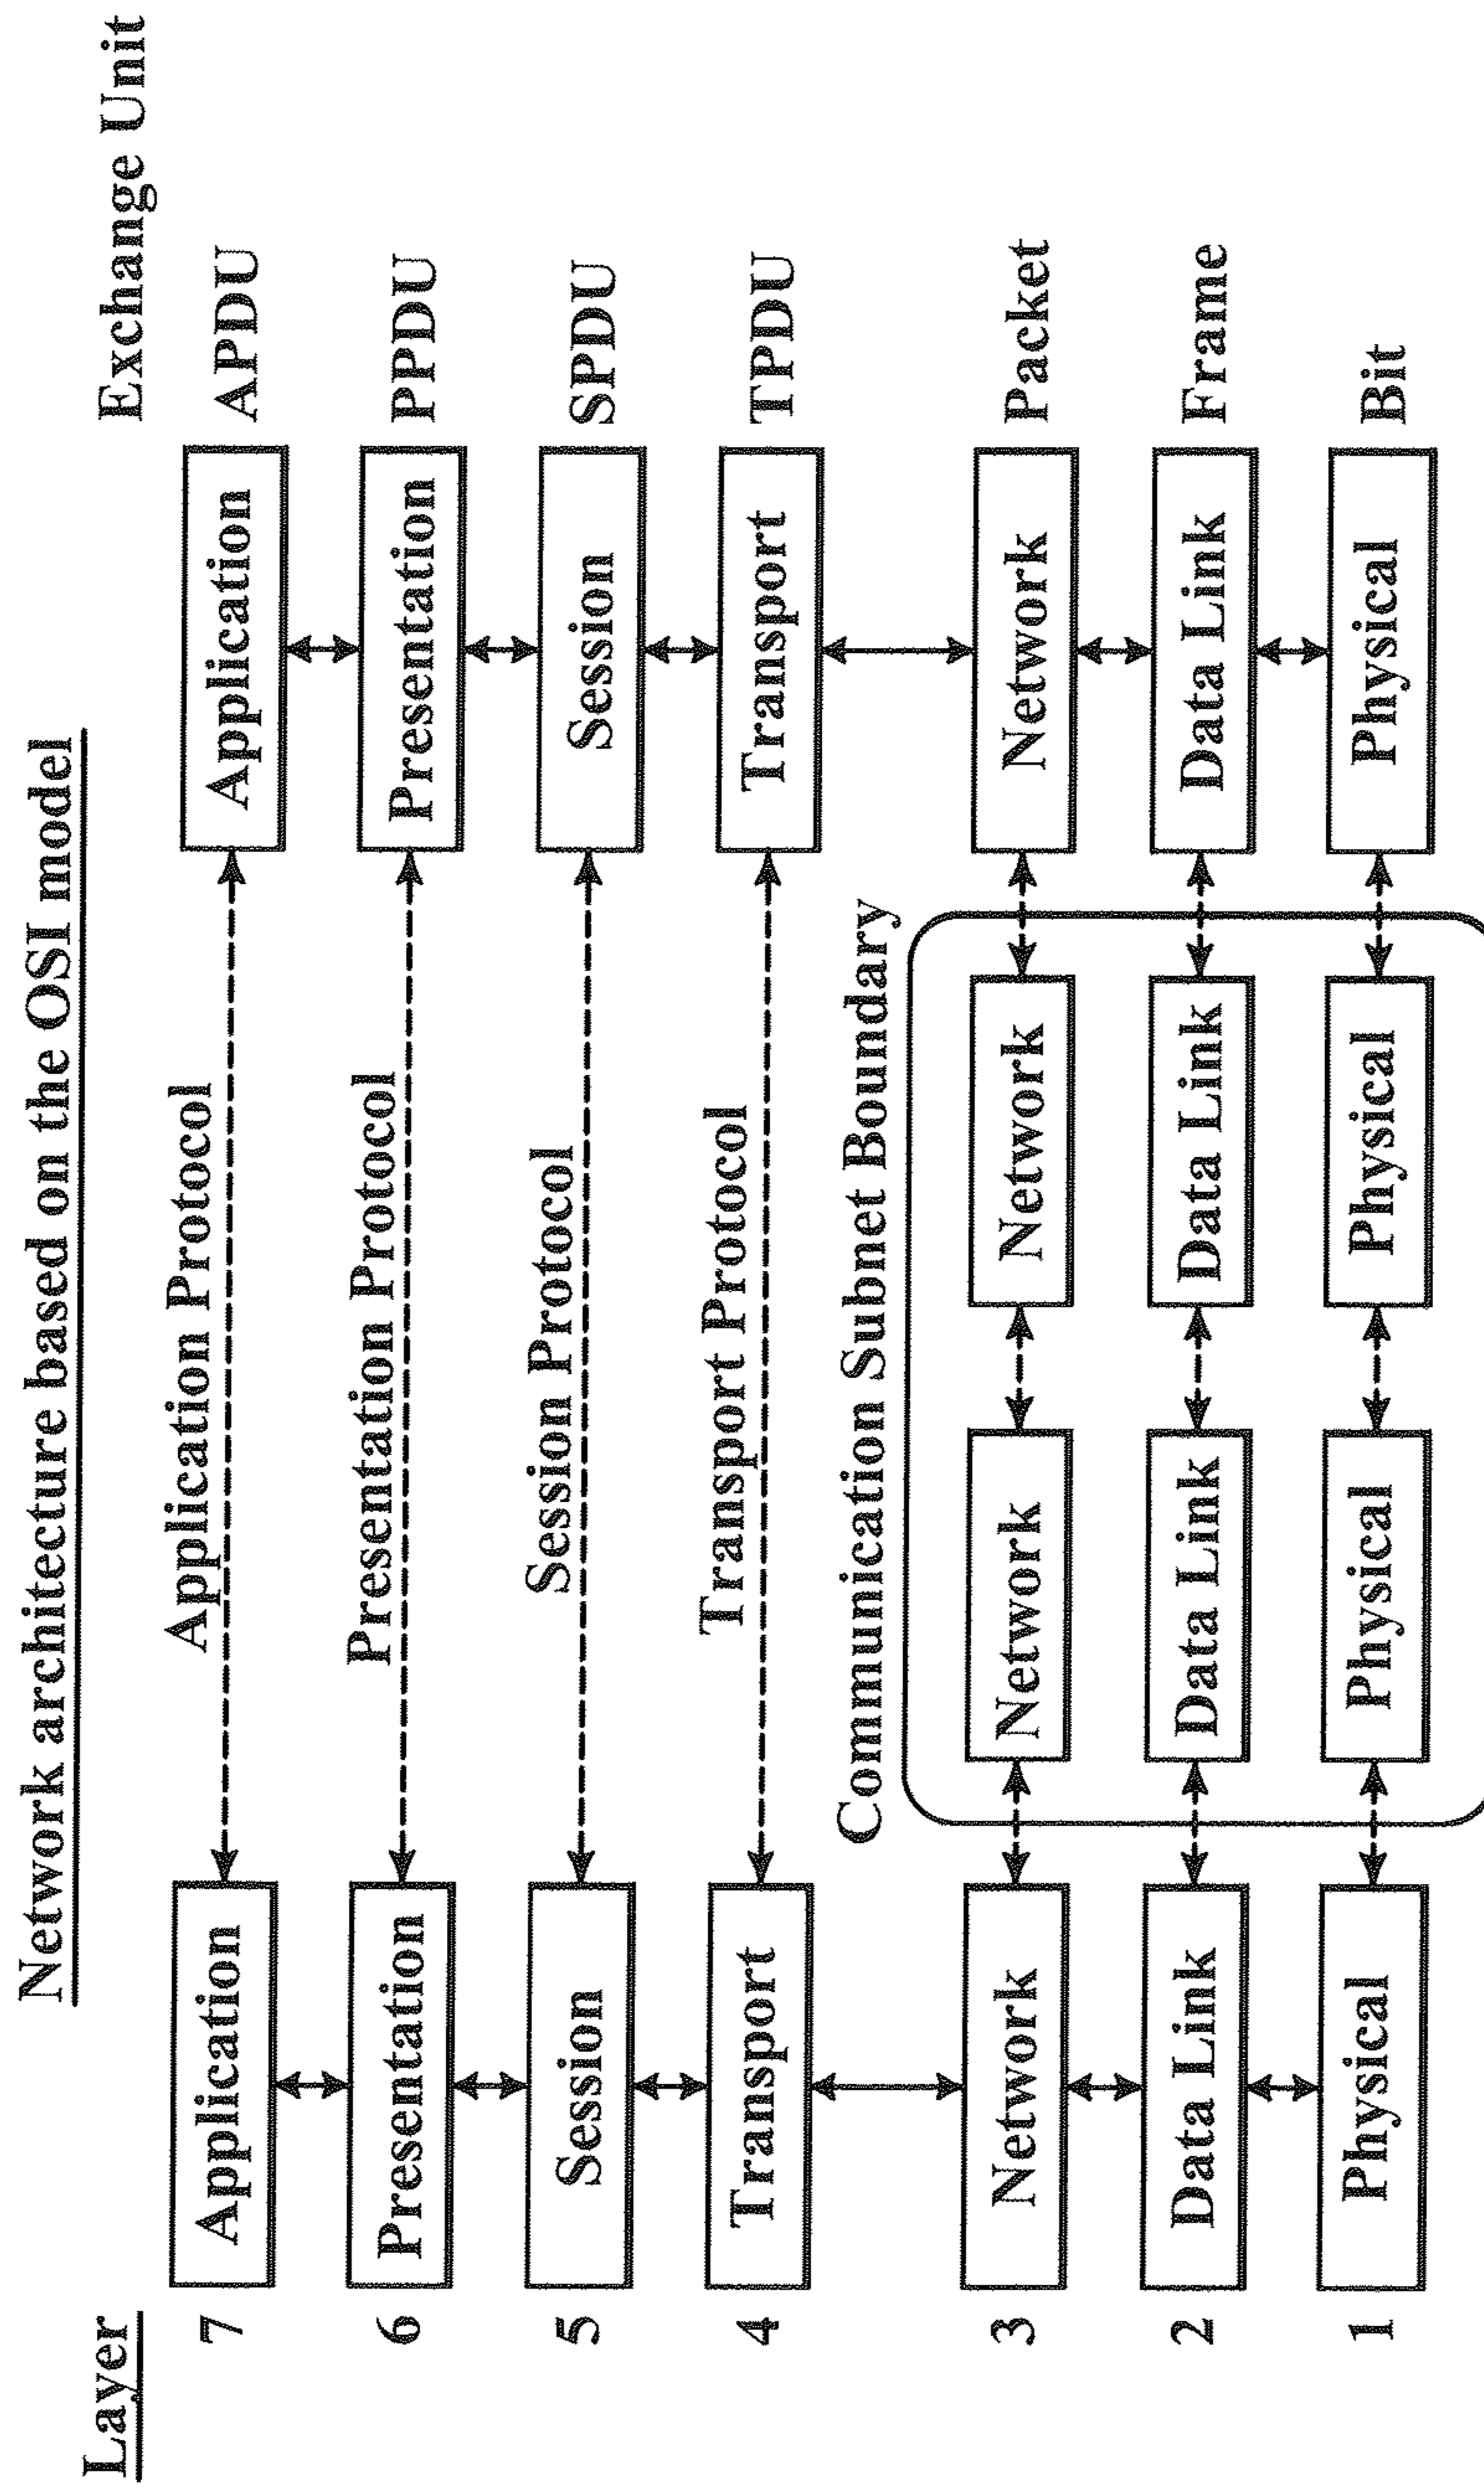 Network architecture based on the OSI model
Layer
Exchange Unit
7
Application
Application Protocol
Application
APDU
6
Presentation
Presentation Protocol
Presentation
PPDU
5
Session
Session Protocol
Session
SPDU
4
Transport
Transport Protocol
Transport
TPDU
Communication Subnet Boundary
3
Network
Network
Network
Network
Packet
2
Data Link
Data Link
Data Link
Data Link
Frame
1
Physical
Physical
Physical
Physical
Bit